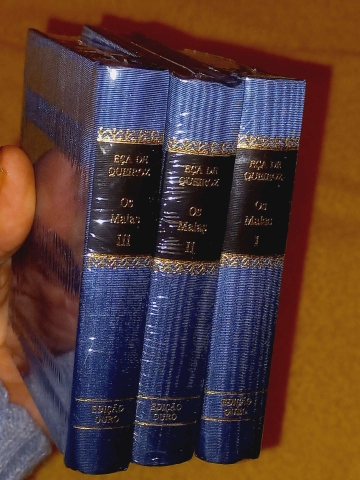 EÇA DE
QUEIROZ
Os
Maias
III
EDIÇÃO
OURO
EÇA DE
QUEIROZ
Os
Maias
II
EDIÇÃO
OURO
EÇA DE
QUEIROZ
Os
Maias
I
EDIÇÃO
OURO